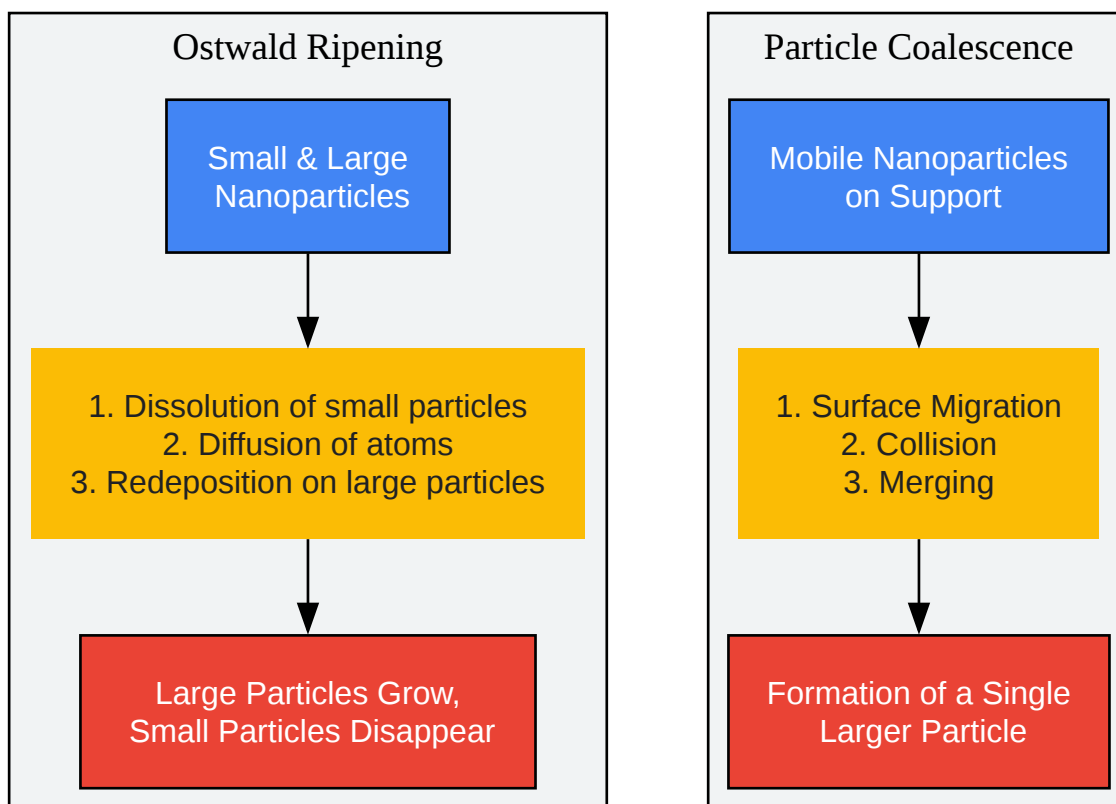 Ostwald Ripening
Small & Large
Nanoparticles
1. Dissolution of small particles
2. Diffusion of atoms
3. Redeposition on large particles
Large Particles Grow,
Small Particles Disappear
Particle Coalescence
Mobile Nanoparticles
on Support
1. Surface Migration
2. Collision
3. Merging
Formation of a Single
Larger Particle